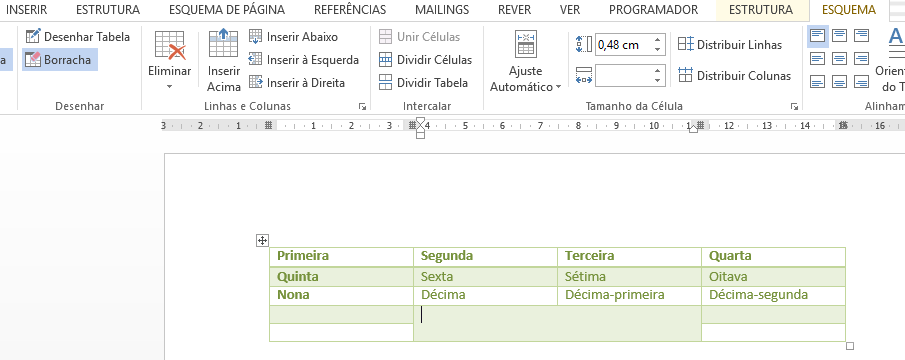 INSERIR ESTRUTURA ESQUEMA DE PÁGINA REFERÊNCIAS MAILINGS REVER VER PROGRAMADOR ESTRUTURA ESQUEMA
Desenhar Tabela
a Borracha
Desenhar
Eliminar
Inserir
Acima
Inserir Abaixo
Inserir à Esquerda
Inserir à Direita
Linhas e Colunas
Unir Células
Dividir Células
Dividir Tabela
Intercalar
Ajuste
Automático
0,48 cm
Distribuir Linhas
Distribuir Colunas
Tamanho da Célula
Orient
do T
Alinham
3 2 1 1 2 3 4 5 6 7 8 9 10 12 13 14 16
Primeira Segunda Terceira Quarta
Quinta Sexta Sétima Oitava
Nona Décima Décima-primeira Décima-segunda